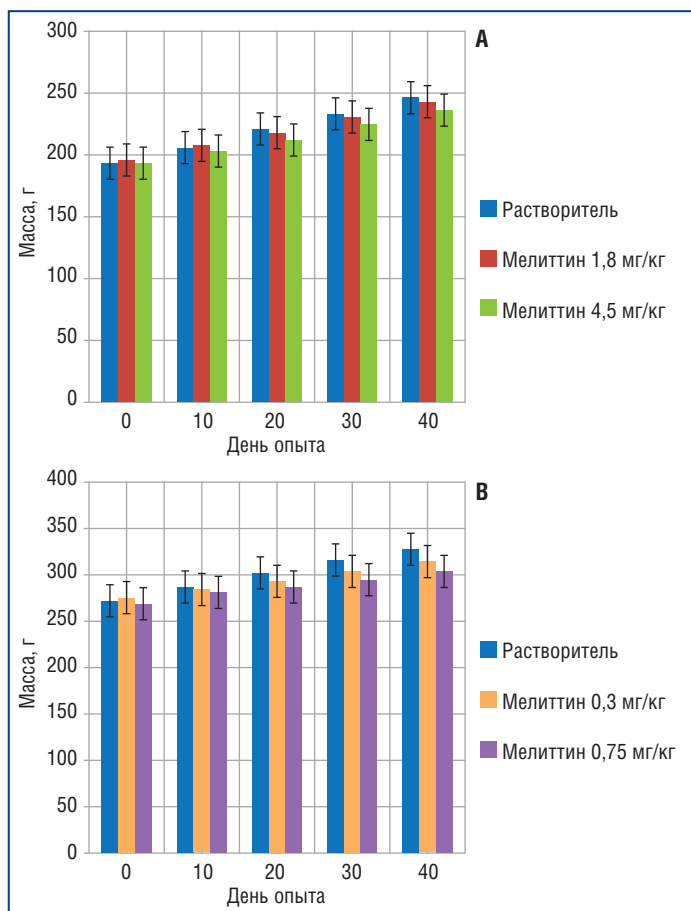 A
Масса, г
300
250
200
150
100
50
0
0 10 20 30 40
День опыта
Растворитель
Мелиттин 1,8 мг/кг
Мелиттин 4,5 мг/кг
B
Масса, г
400
350
300
250
200
150
100
50
0
0 10 20 30 40
День опыта
Растворитель
Мелиттин 0,3 мг/кг
Мелиттин 0,75 мг/кг